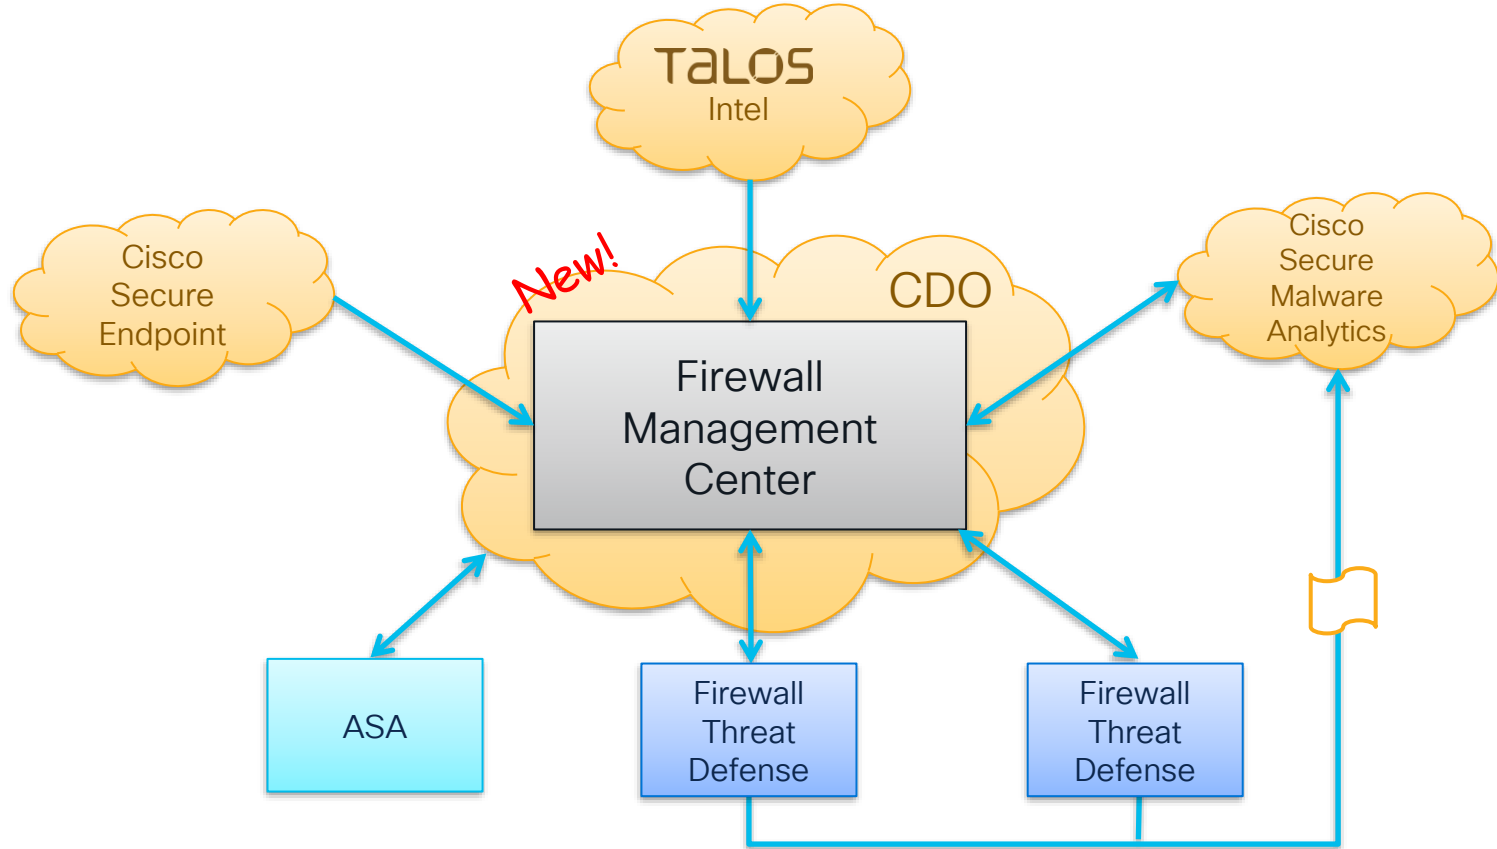 TALOS
Intel
Cisco
Secure
Endpoint
New!
CDO
Cisco
Secure
Malware
Analytics
Firewall
Management
Center
ASA
Firewall
Threat
Defense
Firewall
Threat
Defense